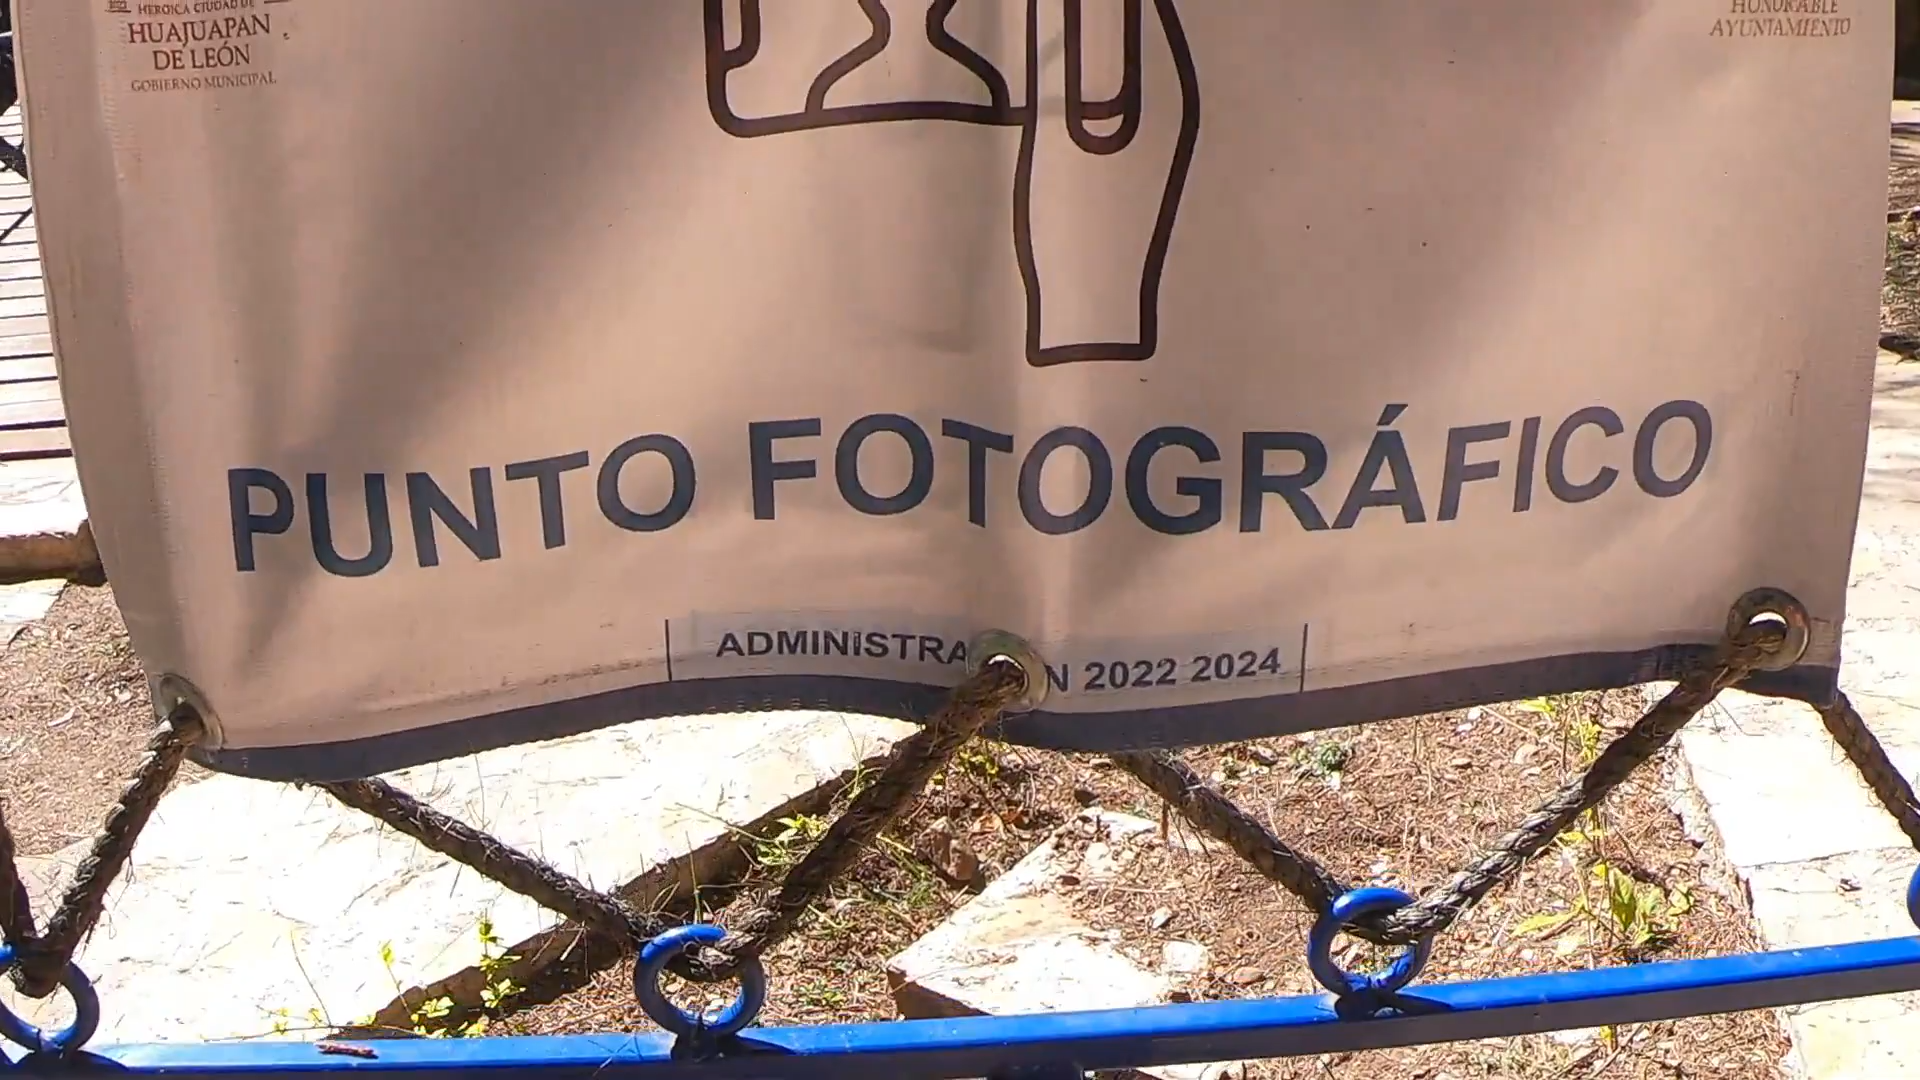 HEROICA CIUDAD DE
HUAJUAPAN
DE LEÓN
GOBIERNO MUNICIPAL
HONORABLE
AYUNTAMIENTO
PUNTO FOTOGRÁFICO
ADMINISTRA N 2022 2024